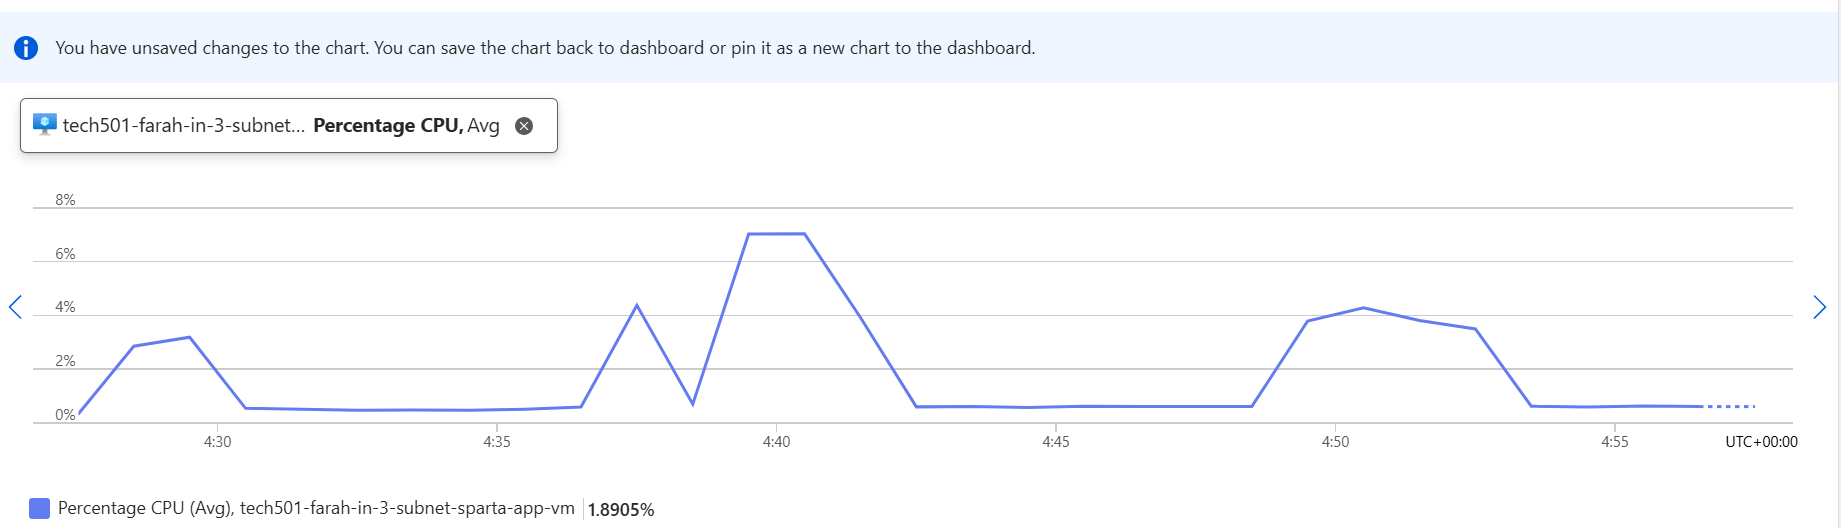 You have unsaved changes to the chart. You can save the chart back to dashboard or pin it as a new chart to the dashboard.
tech501-farah-in-3-subnet... Percentage CPU, Avg
8%
6%
4%
2%
0%
4:30 4:35 4:40 4:45 4:50 4:55 UTC+00:00
Percentage CPU (Avg), tech501-farah-in-3-subnet-sparta-app-vm 1.8905%